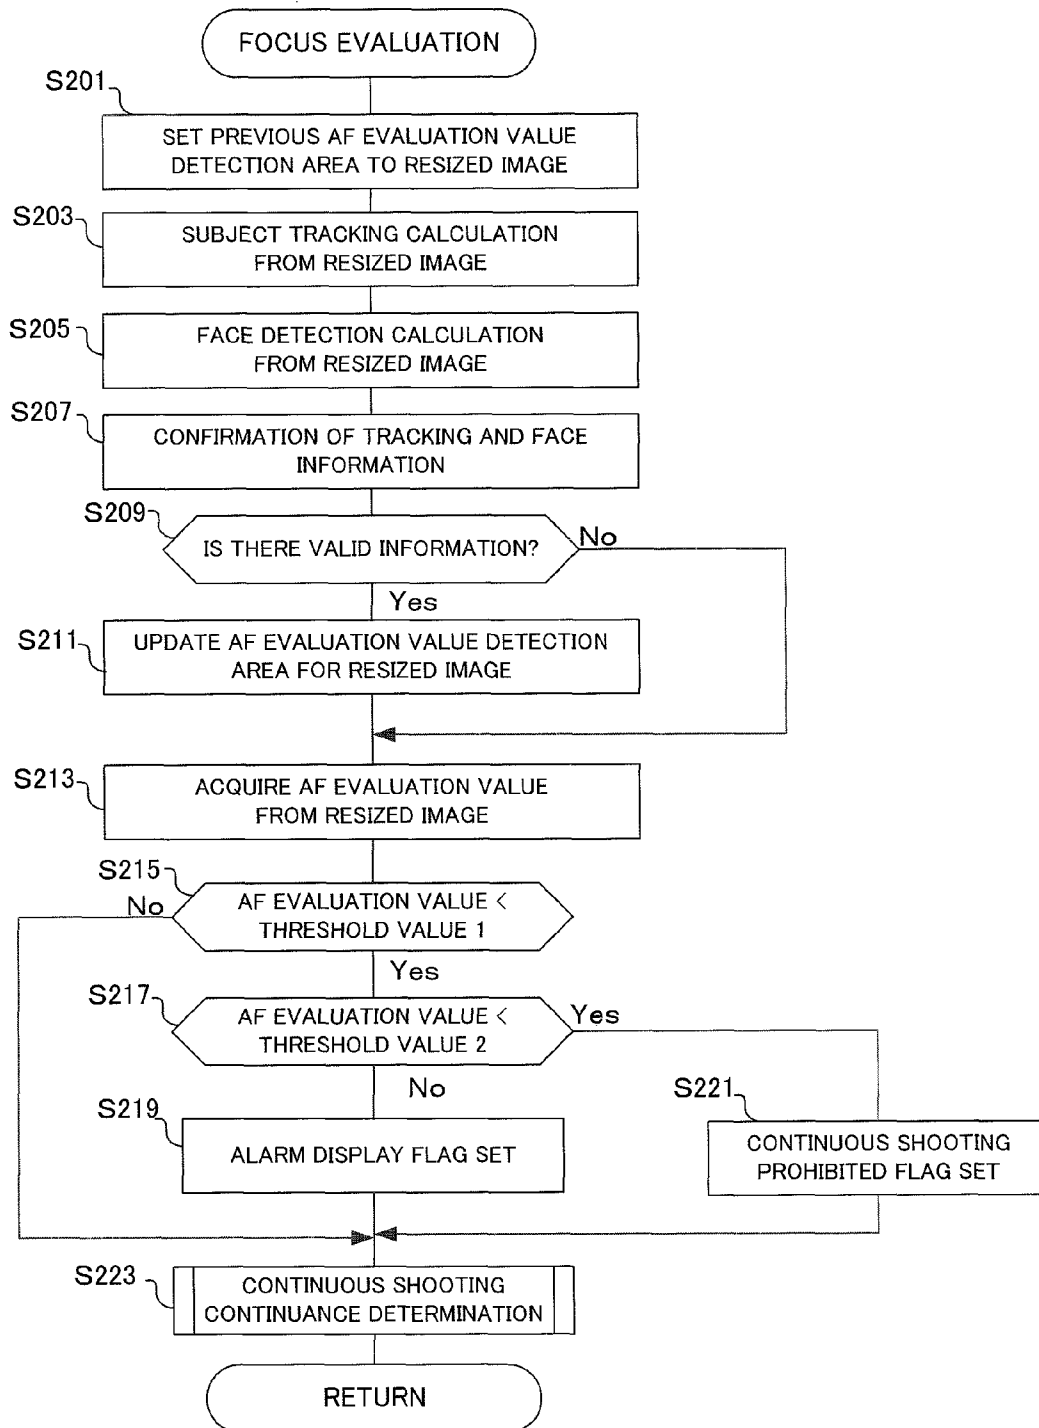 FOCUS EVALUATION
S201
SET PREVIOUS AF EVALUATION VALUE
DETECTION AREA TO RESIZED IMAGE
S203
SUBJECT TRACKING CALCULATION
FROM RESIZED IMAGE
S205
FACE DETECTION CALCULATION
FROM RESIZED IMAGE
S207
CONFIRMATION OF TRACKING AND FACE
INFORMATION
S209
IS THERE VALID INFORMATION?
No
Yes
S211
UPDATE AF EVALUATION VALUE DETECTION
AREA FOR RESIZED IMAGE
S213
ACQUIRE AF EVALUATION VALUE
FROM RESIZED IMAGE
S215
No
AF EVALUATION VALUE <
THRESHOLD VALUE 1
Yes
S217
AF EVALUATION VALUE <
THRESHOLD VALUE 2
Yes
No
S219
ALARM DISPLAY FLAG SET
S221
CONTINUOUS SHOOTING
PROHIBITED FLAG SET
S223
CONTINUOUS SHOOTING
CONTINUANCE DETERMINATION
RETURN